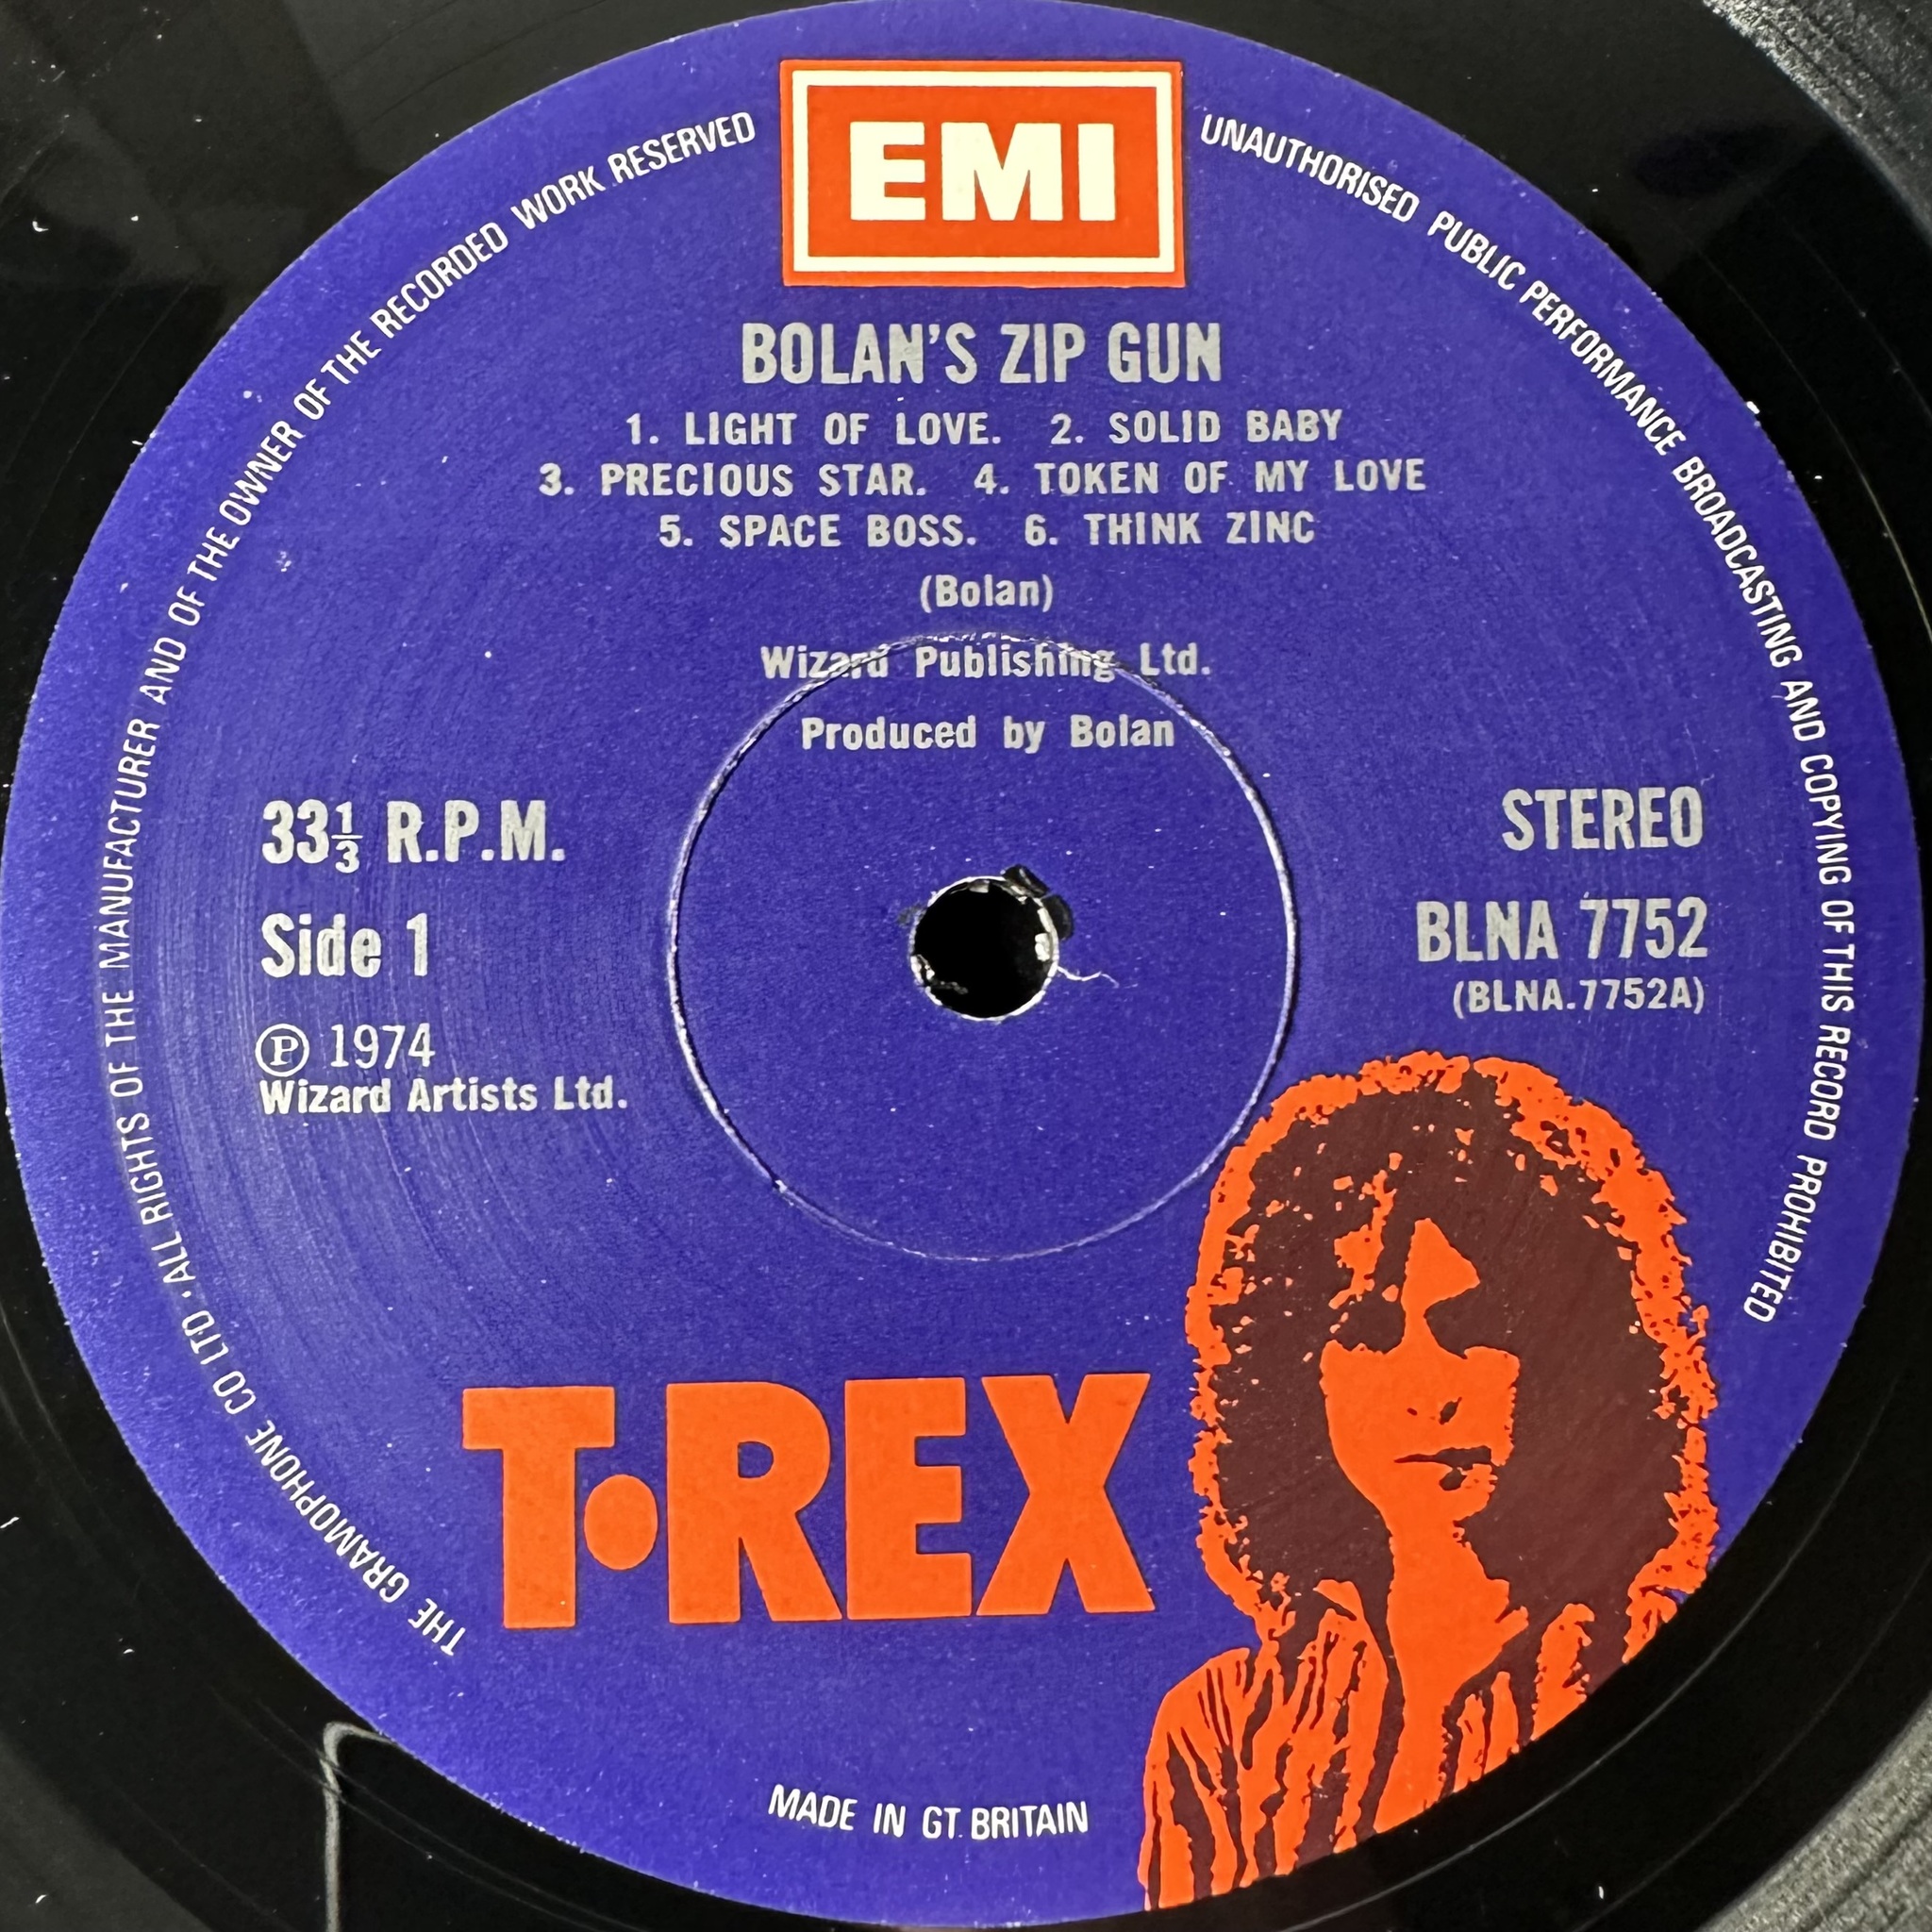 EMI
THE GRAMOPHONE CO LTD · ALL RIGHTS OF THE MANUFACTURER AND OF THE OWNER OF THE RECORDED WORK RESERVED
UNAUTHORISED PUBLIC PERFORMANCE BROADCASTING AND COPYING OF THIS RECORD PROHIBITED
BOLAN'S ZIP GUN
1. LIGHT OF LOVE. 2. SOLID BABY
3. PRECIOUS STAR. 4. TOKEN OF MY LOVE
5. SPACE BOSS. 6. THINK ZINC
(Bolan)
Wizard Publishing Ltd.
Produced by Bolan
33⅓ R.P.M.
Side 1
Ⓟ 1974
Wizard Artists Ltd.
STEREO
BLNA 7752
(BLNA.7752A)
T·REX
MADE IN GT. BRITAIN